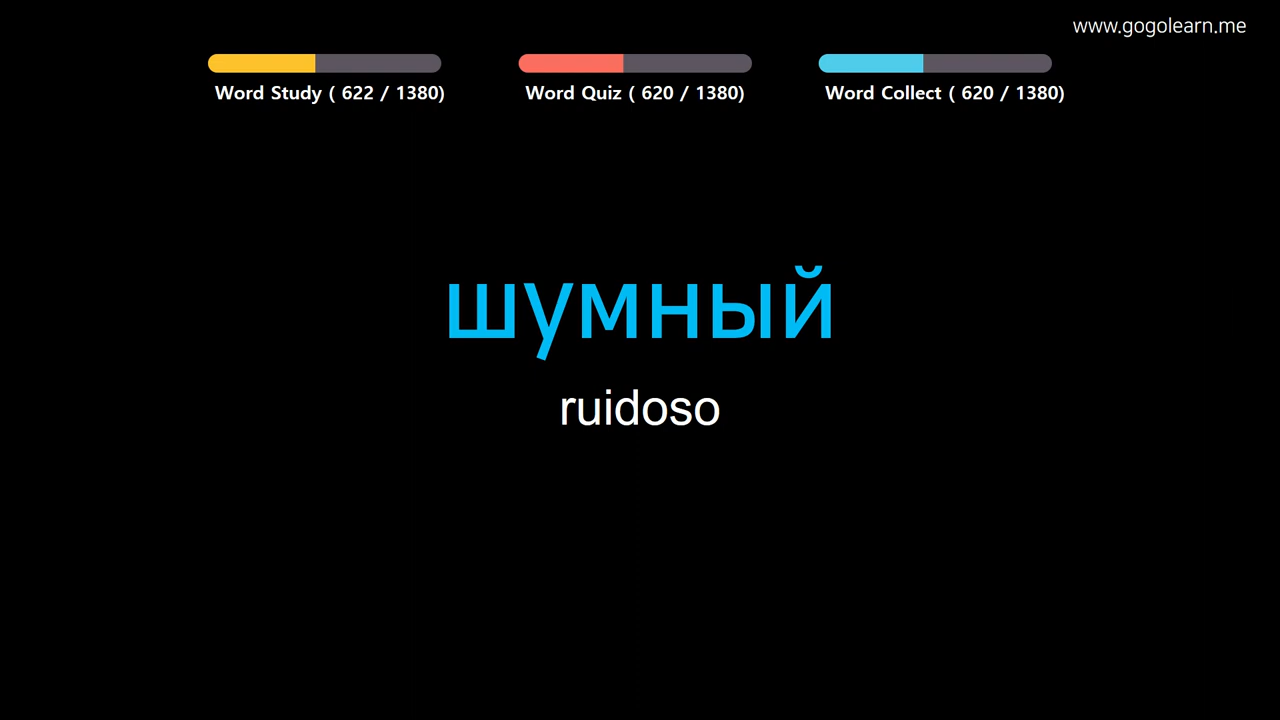 www.gogolearn.me
Word Study ( 622 / 1380)
Word Quiz ( 620 / 1380)
Word Collect ( 620 / 1380)
шумный
ruidoso